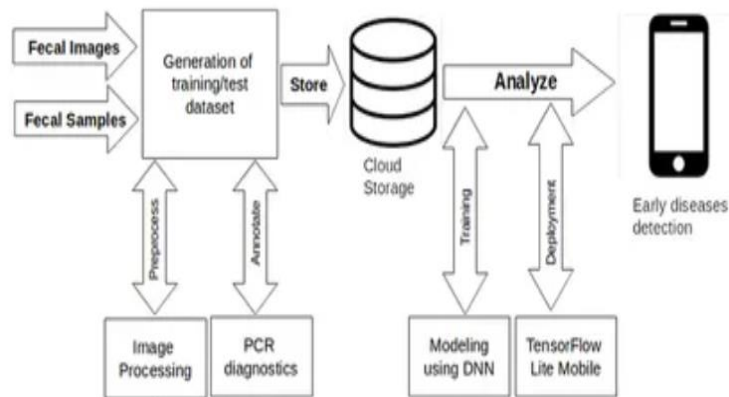 Fecal Images
Fecal Samples
Generation of
training/test
dataset
Store
Cloud
Storage
Analyze
Early diseases
detection
Preprocess
Annotate
Training
Deployment
Image
Processing
PCR
diagnostics
Modeling
using DNN
TensorFlow
Lite Mobile